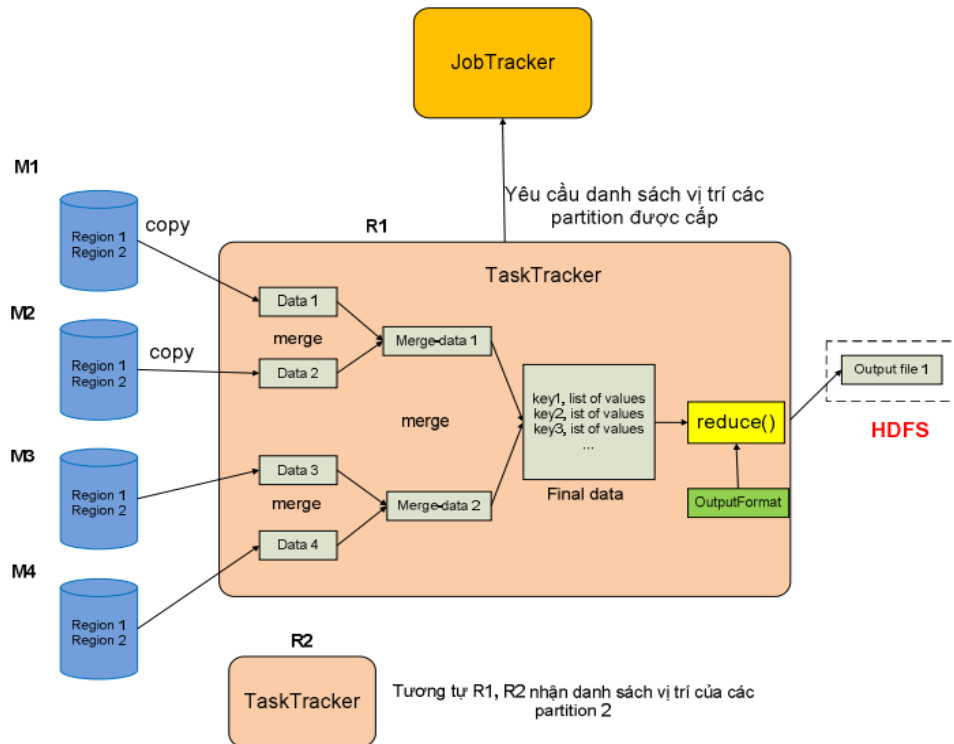 JobTracker
Yêu cầu danh sách vị trí các
partition được cấp
M1
Region 1
Region 2
copy
R1
TaskTracker
M2
Region 1
Region 2
copy
Data 1
merge
Data 2
Merge-data 1
merge
key1, list of values
key2, ist of values
key3, ist of values
...
Final data
reduce()
OutputFormat
Output file 1
HDFS
M3
Region 1
Region 2
Data 3
merge
Data 4
Merge-data 2
M4
Region 1
Region 2
R2
TaskTracker
Tương tự R1, R2 nhận danh sách vị trí của các
partition 2